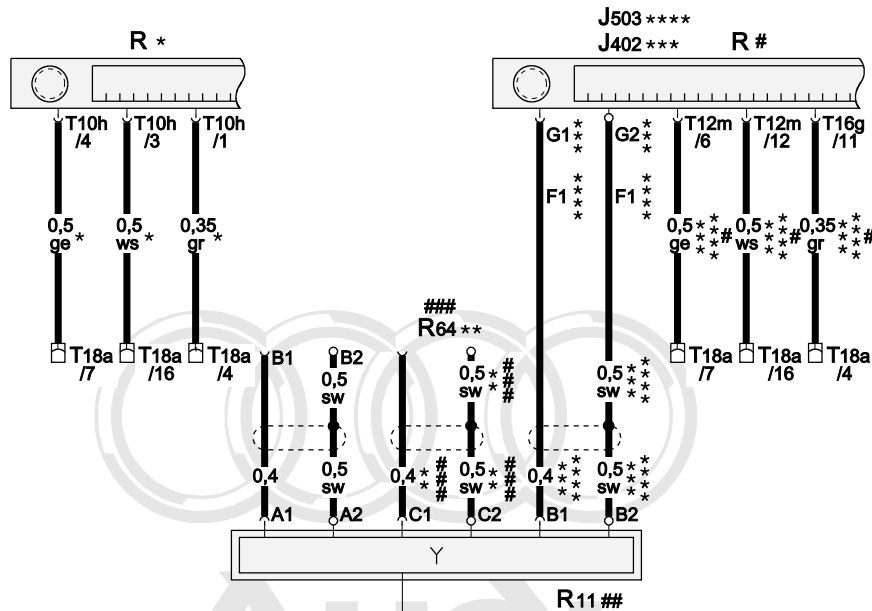 J503 ****
R * J402 *** R #
T10h /4 T10h /3 T10h /1 G1 *** G2 *** T12m /6 T12m /12 T16g /11
F1 **** F1 ****
0,5 ge * 0,5 ws * 0,35 gr * 0,5 ge *** **** # 0,5 ws *** **** # 0,35 gr *** **** #
###
R64 **
T18a /7 T18a /16 T18a /4 B1 B2 T18a /7 T18a /16 T18a /4
0,5 sw 0,5 sw ** ### 0,5 sw *** ****
0,4 0,5 sw 0,4 ** ### 0,5 sw ** ### 0,4 *** **** 0,5 sw *** ****
A1 A2 C1 C2 B1 B2
Y
R11 ##
Audi